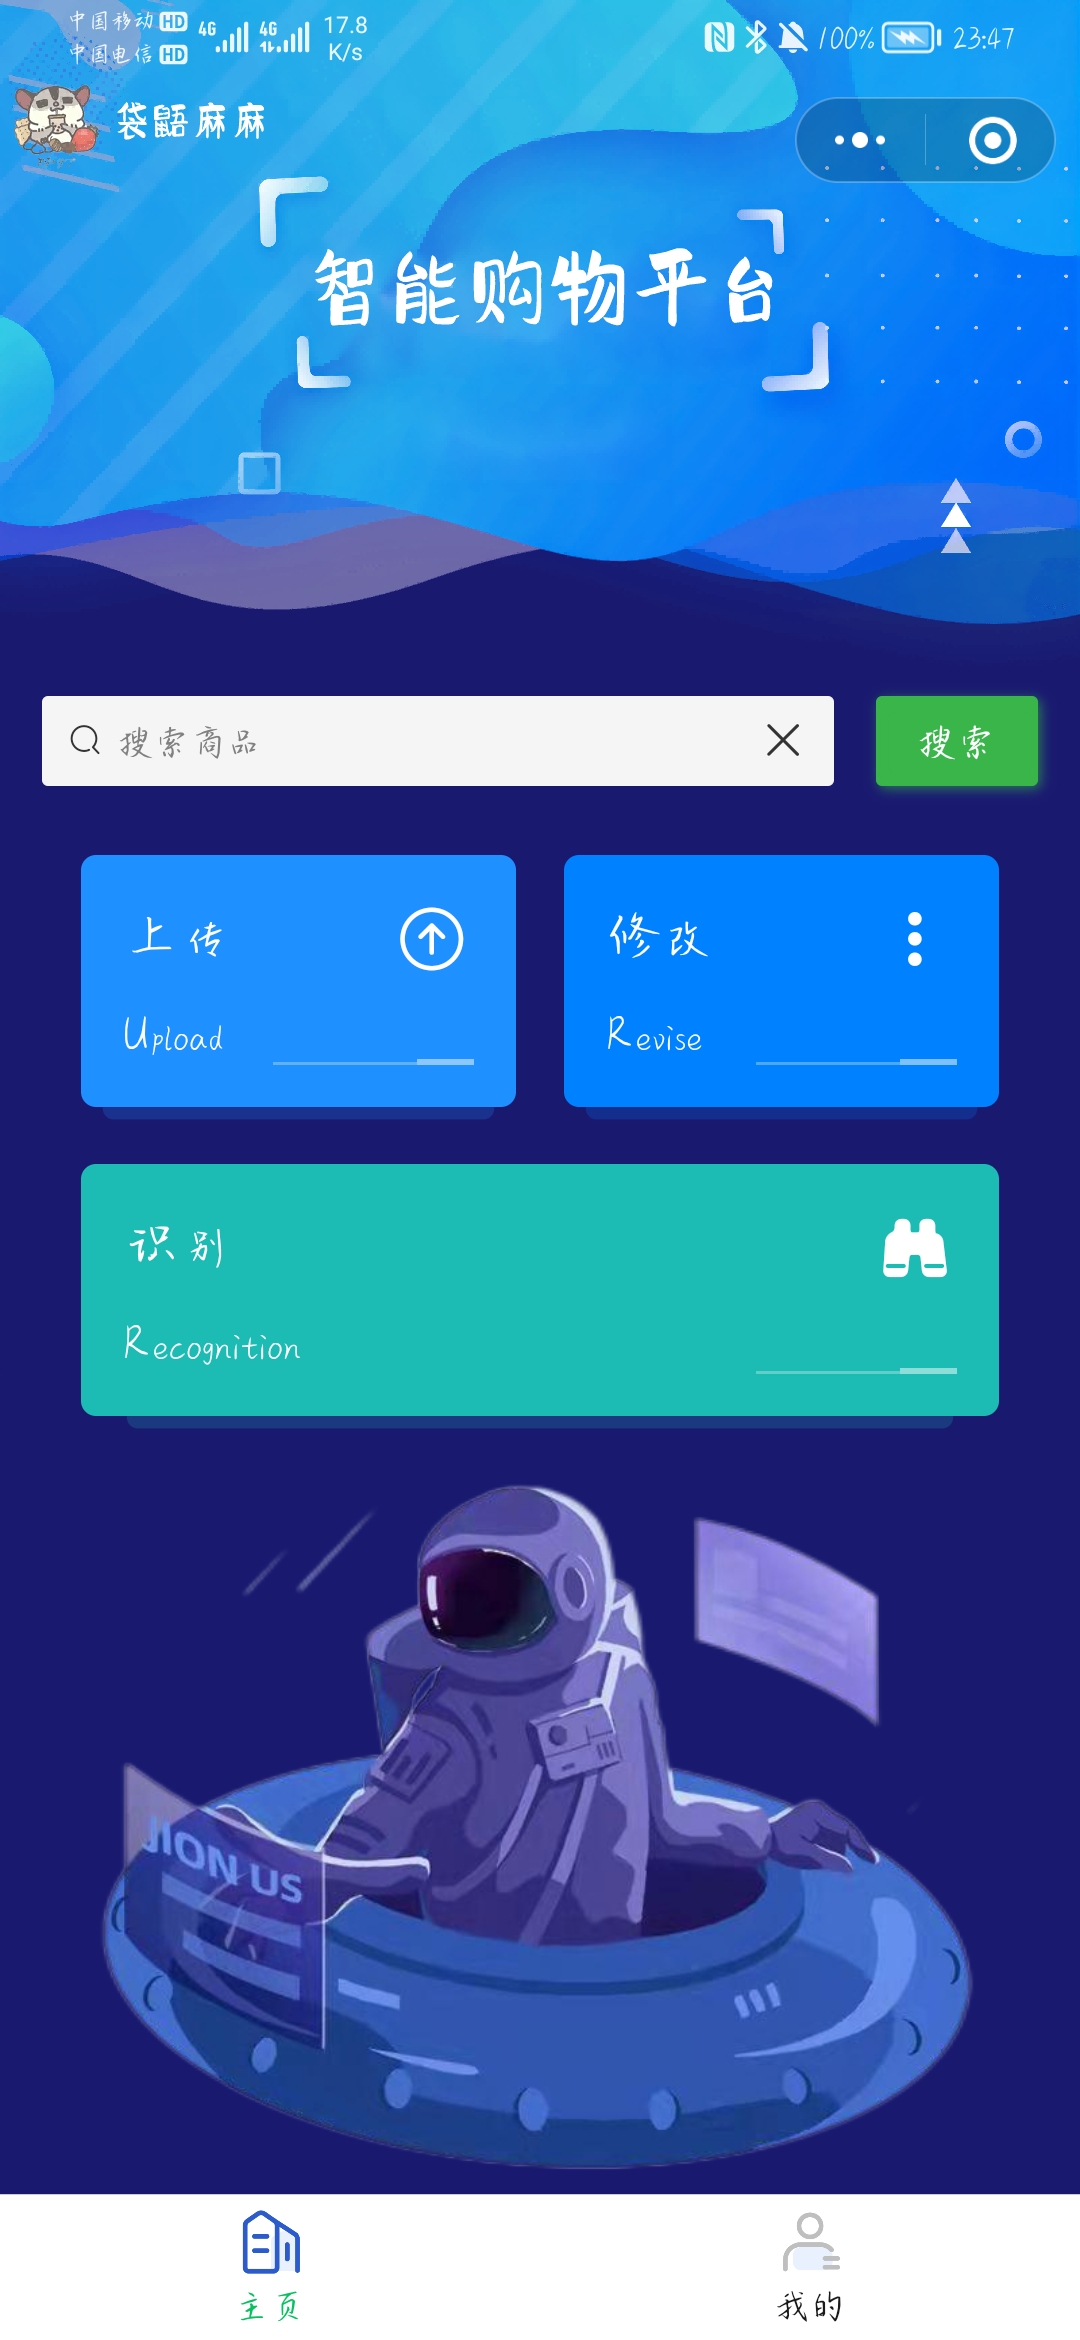 中国移动 HD 4G 4G 17.8 K/s 100% 23:47
中国电信 HD
袋鼯麻麻
智能购物平台
搜索商品
搜索
上传
Upload
修改
Revise
识别
Recognition
JION US
主页
我的